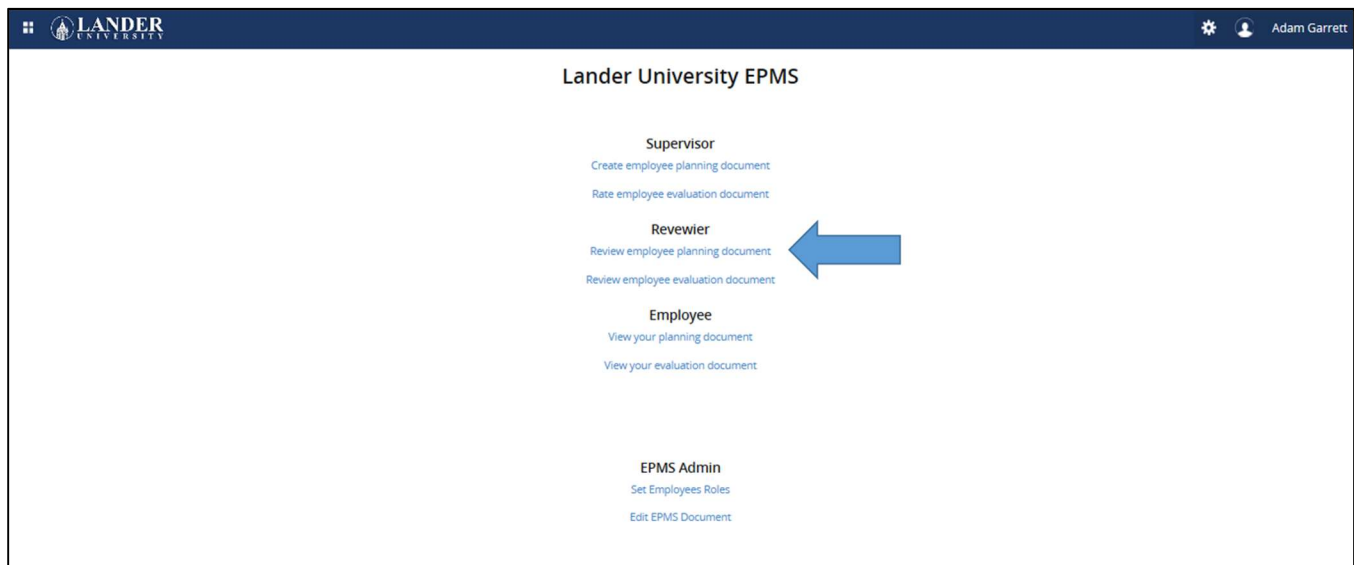 LANDER
UNIVERSITY
Adam Garrett
Lander University EPMS
Supervisor
Create employee planning document
Rate employee evaluation document
Revewier
Review employee planning document
Review employee evaluation document
Employee
View your planning document
View your evaluation document
EPMS Admin
Set Employees Roles
Edit EPMS Document